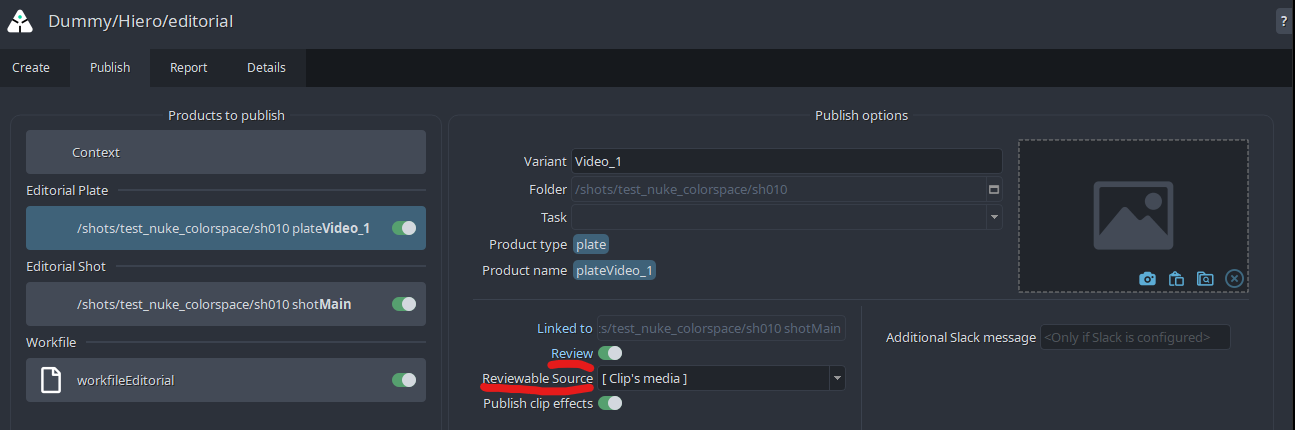 Dummy/Hiero/editorial
?
Create Publish Report Details
Products to publish
Context
Editorial Plate
/shots/test_nuke_colorspace/sh010 plateVideo_1
Editorial Shot
/shots/test_nuke_colorspace/sh010 shotMain
Workfile
workfileEditorial
Publish options
Variant Video_1
Folder /shots/test_nuke_colorspace/sh010
Task
Product type plate
Product name plateVideo_1
Linked to :s/test_nuke_colorspace/sh010 shotMain
Review
Reviewable Source [ Clip's media ]
Publish clip effects
Additional Slack message <Only if Slack is configured>